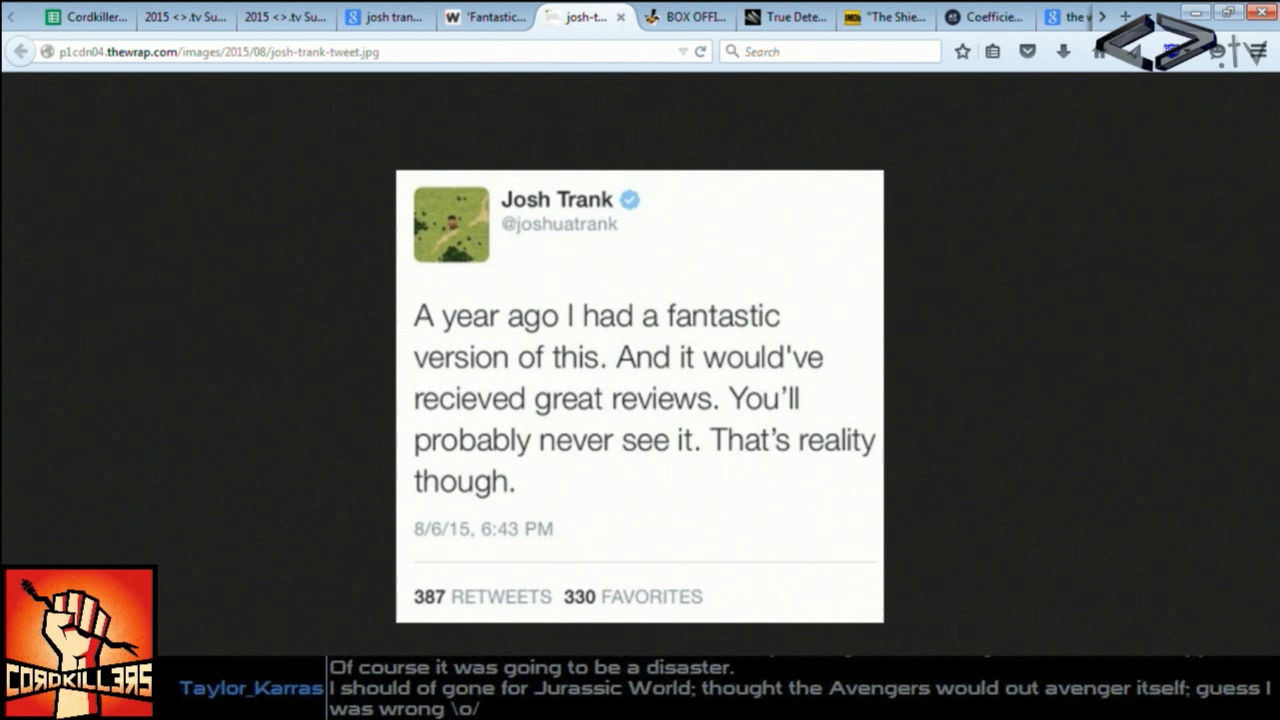 Cordkiller...
2015 <>.tv Su...
2015 <>.tv Su...
josh tran...
'Fantastic...
josh-t...
BOX OFFI...
True Dete...
"The Shie...
Coefficie...
the v
p1cdn04.thewrap.com/images/2015/08/josh-trank-tweet.jpg
Search
.tv
Josh Trank
@joshuatrank
A year ago I had a fantastic
version of this. And it would've
recieved great reviews. You'll
probably never see it. That's reality
though.
8/6/15, 6:43 PM
387 RETWEETS 330 FAVORITES
CORDKILL3RS
Of course it was going to be a disaster.
Taylor_Karras I should of gone for Jurassic World; thought the Avengers would out avenger itself; guess I
was wrong \o/